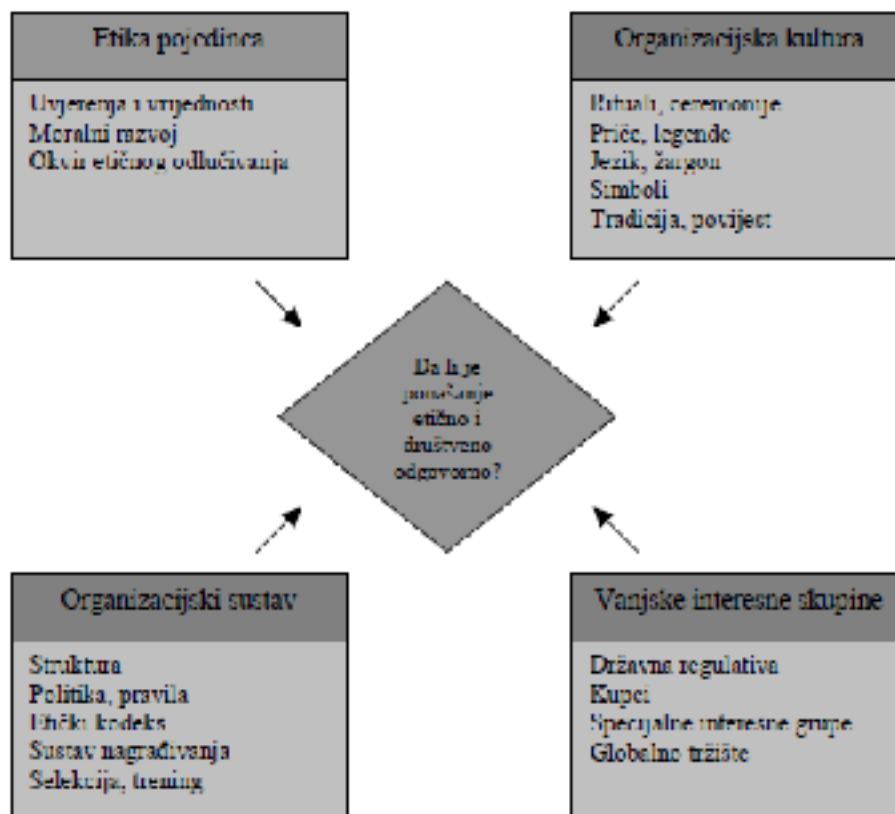 Etika pojedinca
Uvjerenja i vrijednosti
Moralni razvoj
Okvir etičnog odlučivanja
Organizacijska kultura
Rituali, ceremonije
Priče, legende
Jezik, žargon
Simboli
Tradicija, povijest
Da li je
ponašanje
etično i
društveno
odgovorno?
Organizacijski sustav
Struktura
Politika, pravila
Etički kodeks
Sustav nagrađivanja
Selekcija, trening
Vanjske interesne skupine
Državna regulativa
Kupci
Specijalne interesne grupe
Globalno tržište